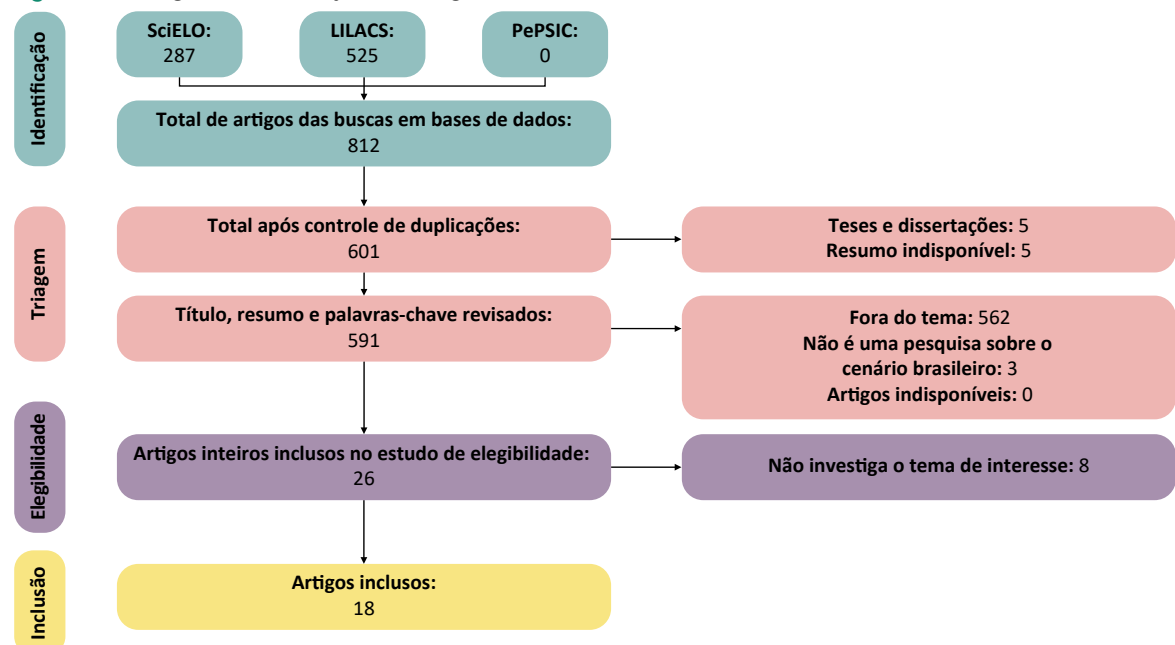 Identificação
SciELO:
287
LILACS:
525
PePSIC:
0
Total de artigos das buscas em bases de dados:
812
Triagem
Total após controle de duplicações:
601
Teses e dissertações: 5
Resumo indisponível: 5
Título, resumo e palavras-chave revisados:
591
Fora do tema: 562
Não é uma pesquisa sobre o
cenário brasileiro: 3
Artigos indisponíveis: 0
Elegibilidade
Artigos inteiros inclusos no estudo de elegibilidade:
26
Não investiga o tema de interesse: 8
Inclusão
Artigos inclusos:
18